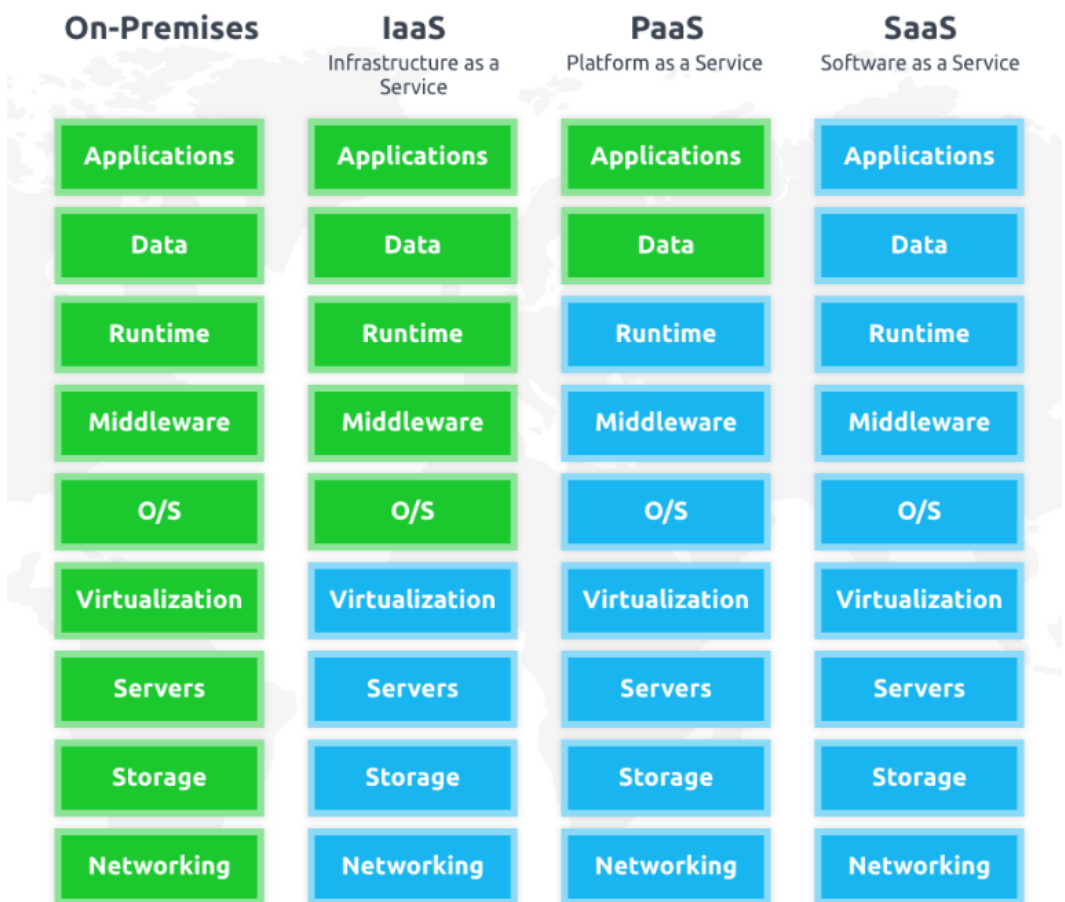 On-Premises
IaaS
PaaS
SaaS
Infrastructure as a
Service
Platform as a Service
Software as a Service
Applications
Applications
Applications
Applications
Data
Data
Data
Data
Runtime
Runtime
Runtime
Runtime
Middleware
Middleware
Middleware
Middleware
O/S
O/S
O/S
O/S
Virtualization
Virtualization
Virtualization
Virtualization
Servers
Servers
Servers
Servers
Storage
Storage
Storage
Storage
Networking
Networking
Networking
Networking